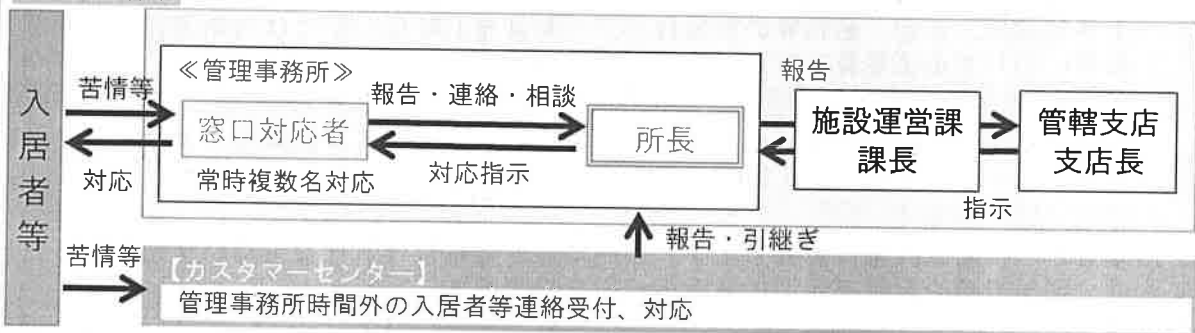 入居者等
苦情等
対応
≪管理事務所≫
窓口対応者
常時複数名対応
報告・連絡・相談
対応指示
所長
報告
施設運営課
課長
管轄支店
支店長
指示
報告・引継ぎ
苦情等
【カスタマーセンター】
管理事務所時間外の入居者等連絡受付、対応